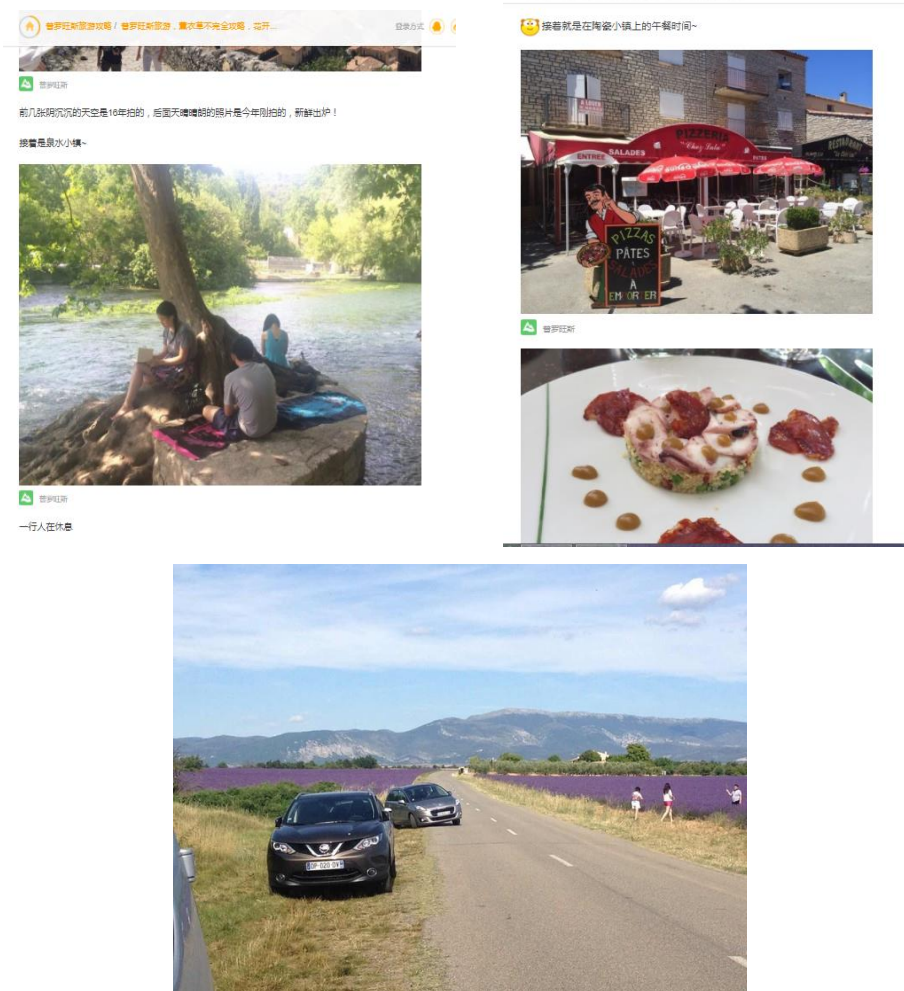 普罗旺斯旅游攻略 / 普罗旺斯旅游，薰衣草不完全攻略，花开...
登录方式
普罗旺斯
前几张阴沉沉的天空是16年拍的，后面天晴晴朗的照片是今年刚拍的，新鲜出炉！
接着是泉水小镇~
普罗旺斯
一行人在休息
接着就是在陶瓷小镇上的午餐时间~
A LOUER
PIZZERIA
"Chez Lulu"
ENTREE
SALADES
PATES
RESTAURANT
PIZZAS
PÂTES
SALADES
À
EMPORTER
普罗旺斯